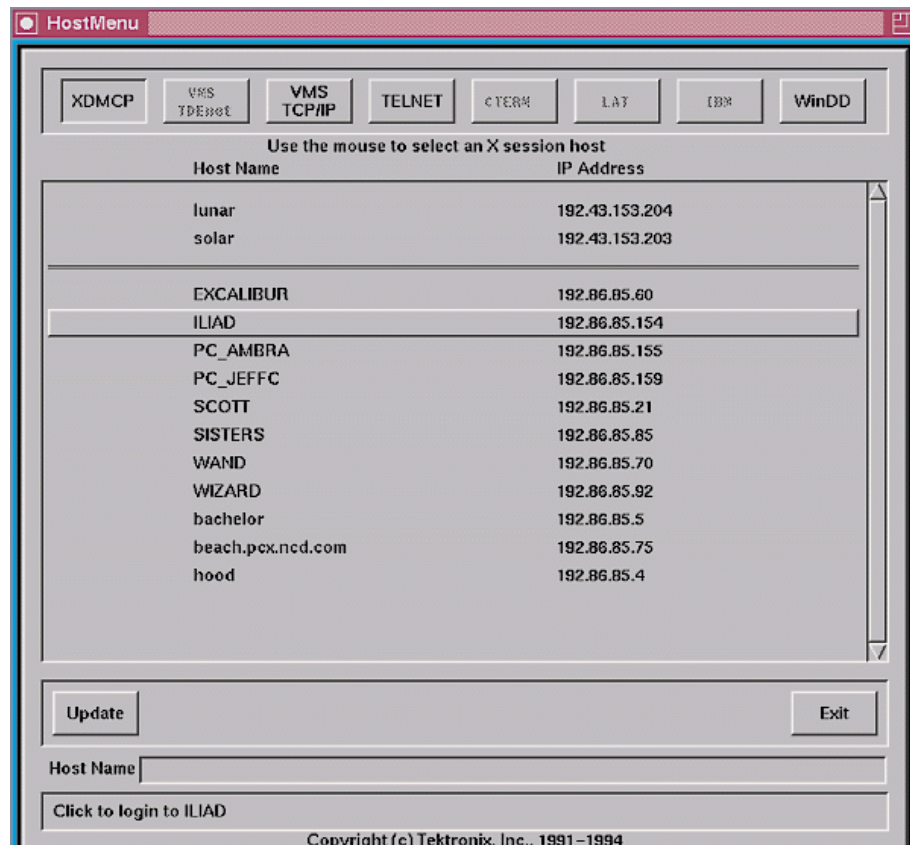 HostMenu
XDMCP VMS TDEnet VMS TCP/IP TELNET CTERM LAT IBM WinDD
Use the mouse to select an X session host
Host Name IP Address
lunar 192.43.153.204
solar 192.43.153.203
EXCALIBUR 192.86.85.60
ILIAD 192.86.85.154
PC_AMBRA 192.86.85.155
PC_JEFFC 192.86.85.159
SCOTT 192.86.85.21
SISTERS 192.86.85.85
WAND 192.86.85.70
WIZARD 192.86.85.92
bachelor 192.86.85.5
beach.pcx.ncd.com 192.86.85.75
hood 192.86.85.4
Update Exit
Host Name
Click to login to ILIAD
Copyright (c) Tektronix, Inc., 1991-1994